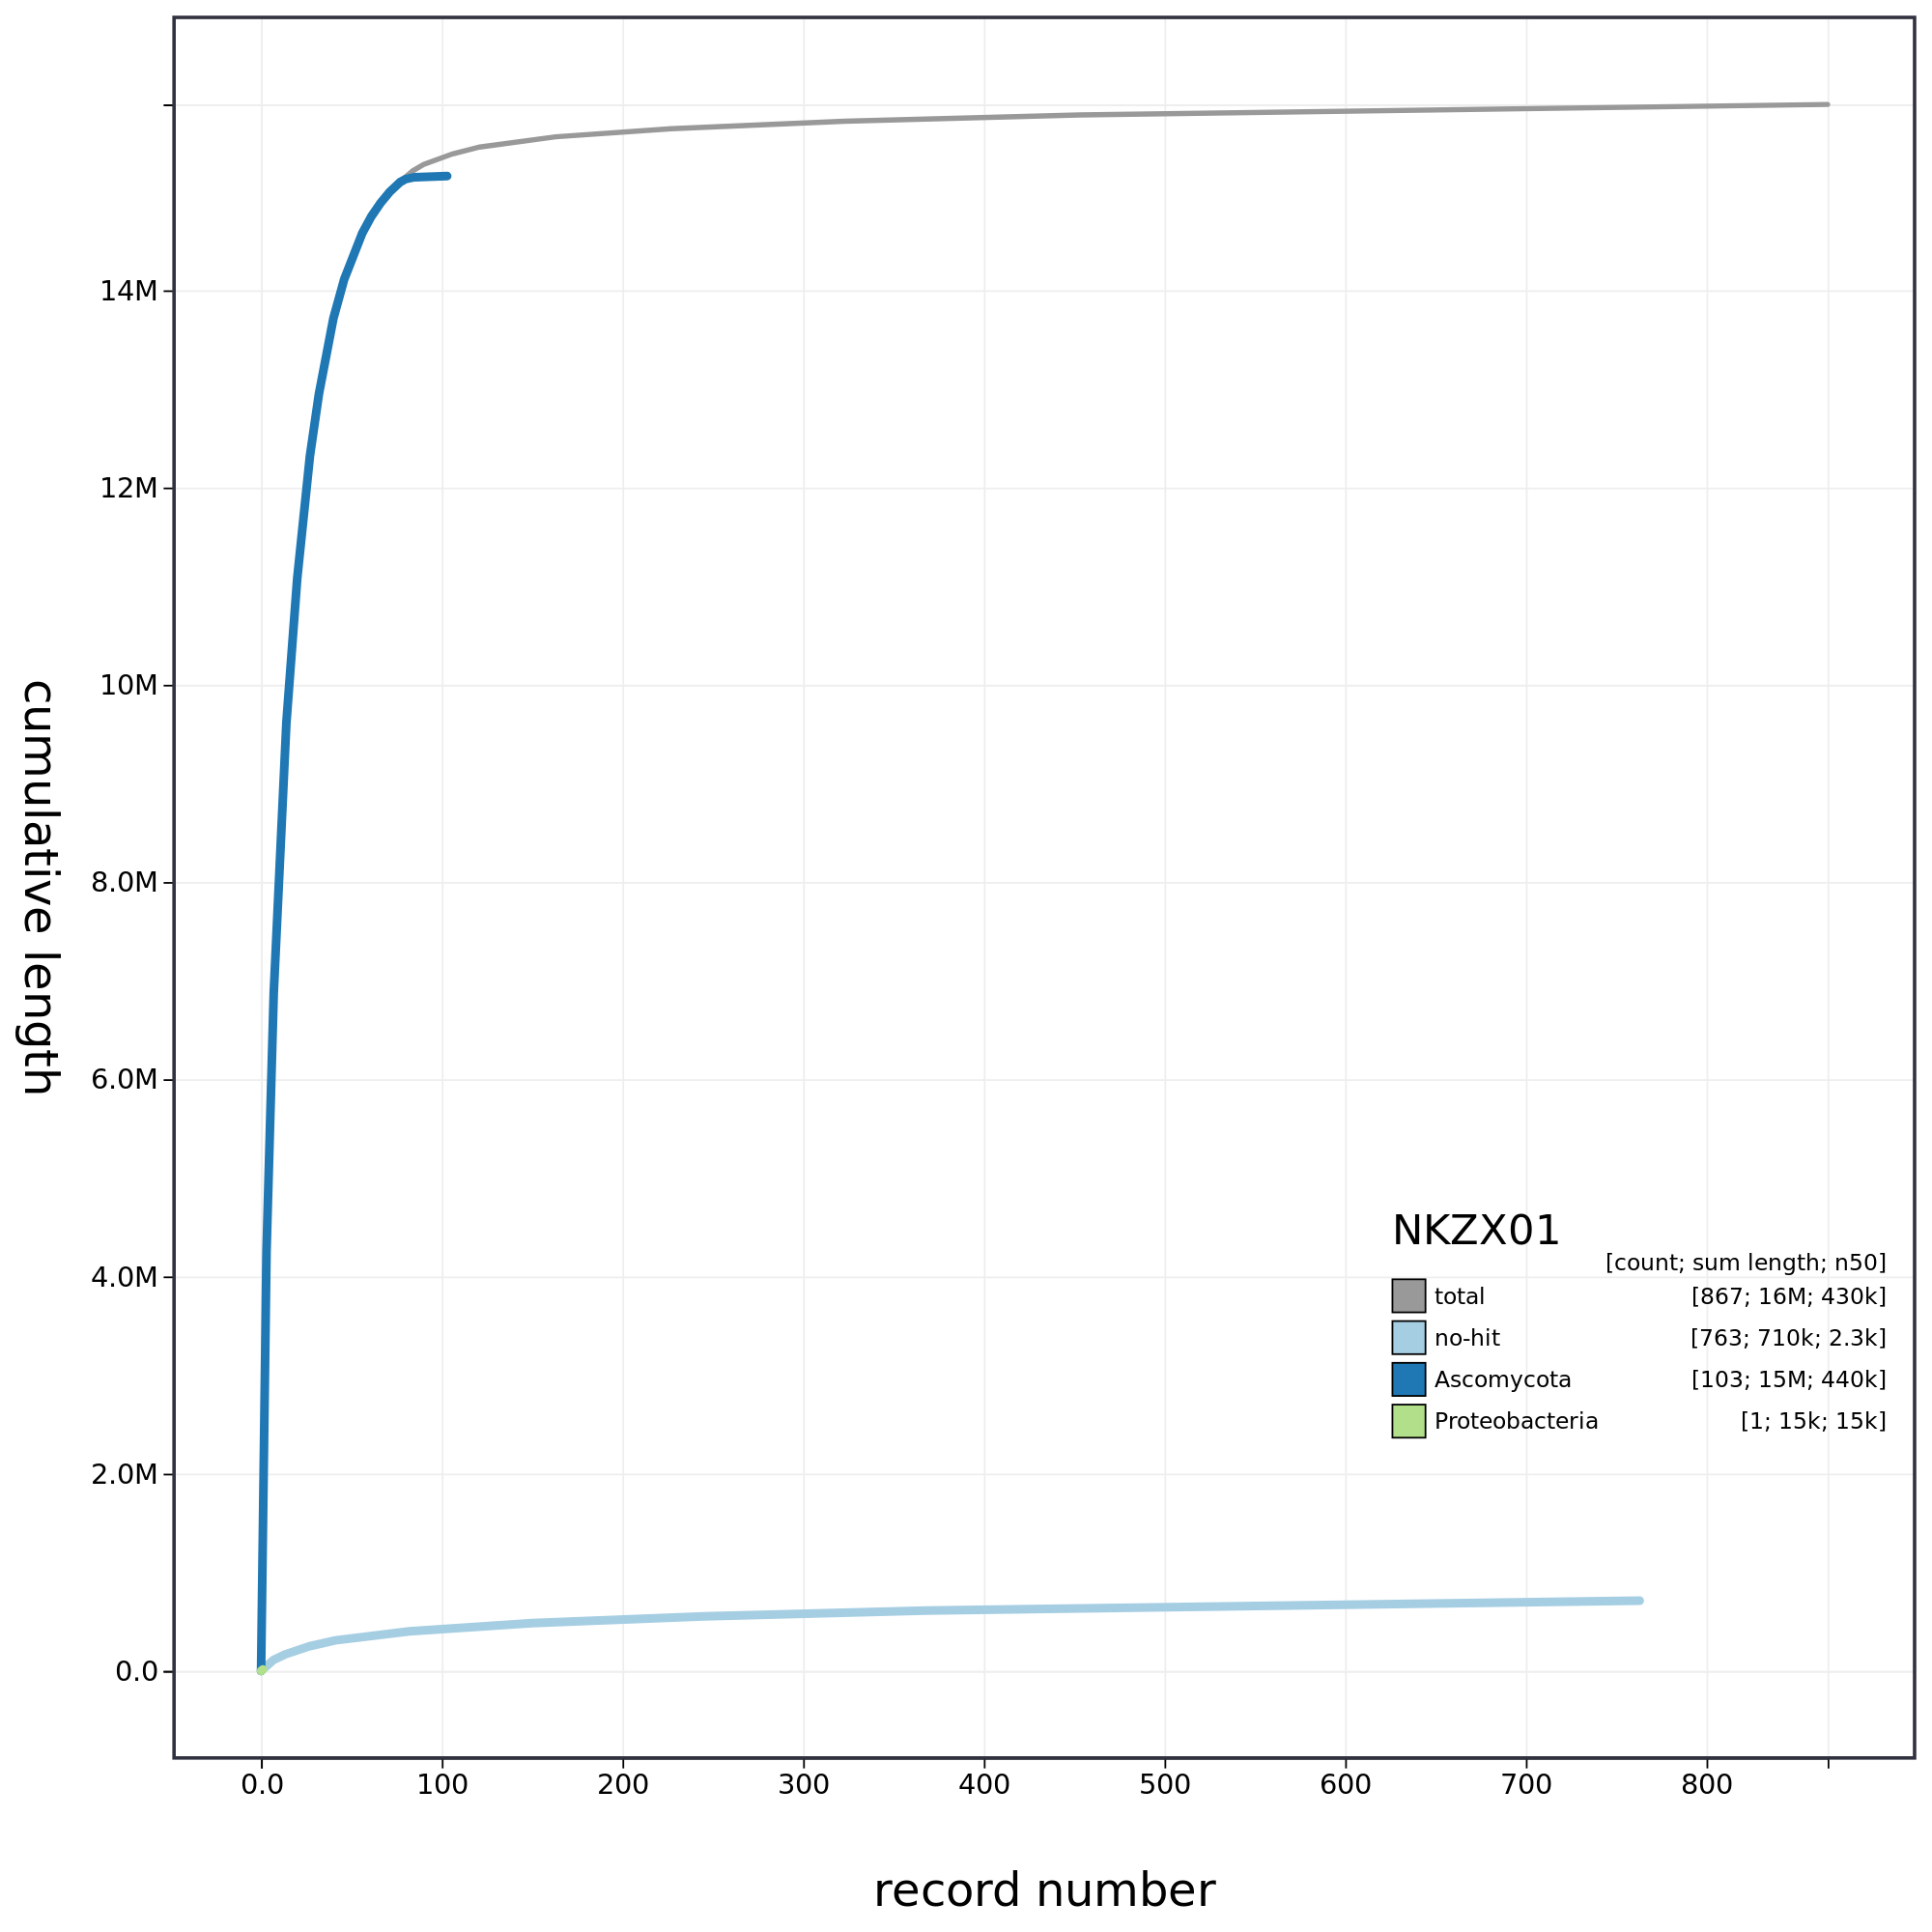 cumulative length
14M
12M
10M
8.0M
6.0M
4.0M
2.0M
0.0
NKZX01
[count; sum length; n50]
total [867; 16M; 430k]
no-hit [763; 710k; 2.3k]
Ascomycota [103; 15M; 440k]
Proteobacteria [1; 15k; 15k]
0.0 100 200 300 400 500 600 700 800
record number